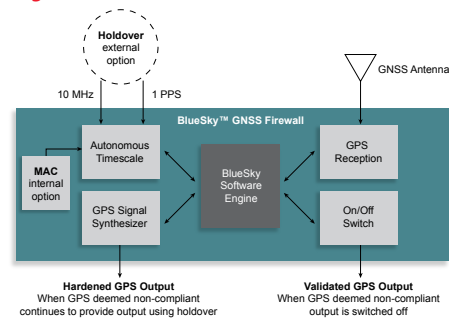 Holdover
external
option
GNSS Antenna
10 MHz
1 PPS
BlueSky™ GNSS Firewall
Autonomous
Timescale
GPS
Reception
MAC
internal
option
BlueSky
Software
Engine
GPS Signal
Synthesizer
On/Off
Switch
Hardened GPS Output
When GPS deemed non-compliant
continues to provide output using holdover
Validated GPS Output
When GPS deemed non-compliant
output is switched off